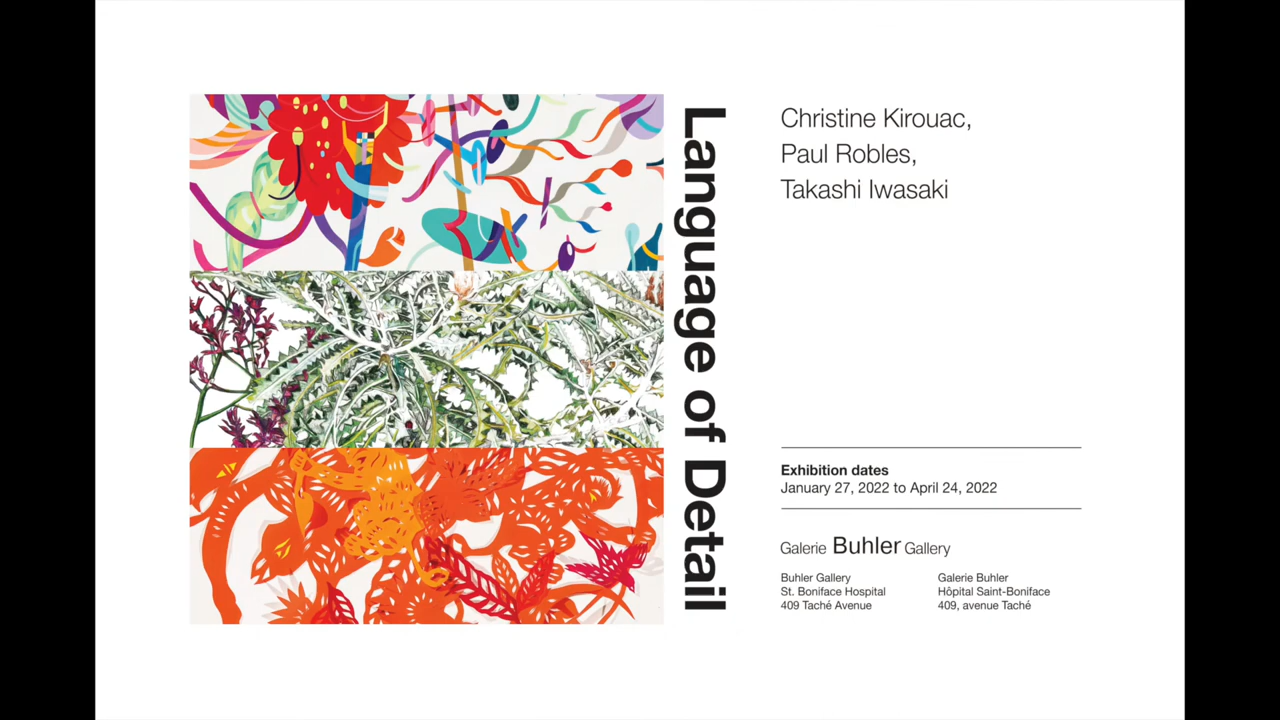 Language of Detail
Christine Kirouac,
Paul Robles,
Takashi Iwasaki
Exhibition dates
January 27, 2022 to April 24, 2022
Galerie Buhler Gallery
Buhler Gallery
St. Boniface Hospital
409 Taché Avenue
Galerie Buhler
Hôpital Saint-Boniface
409, avenue Taché